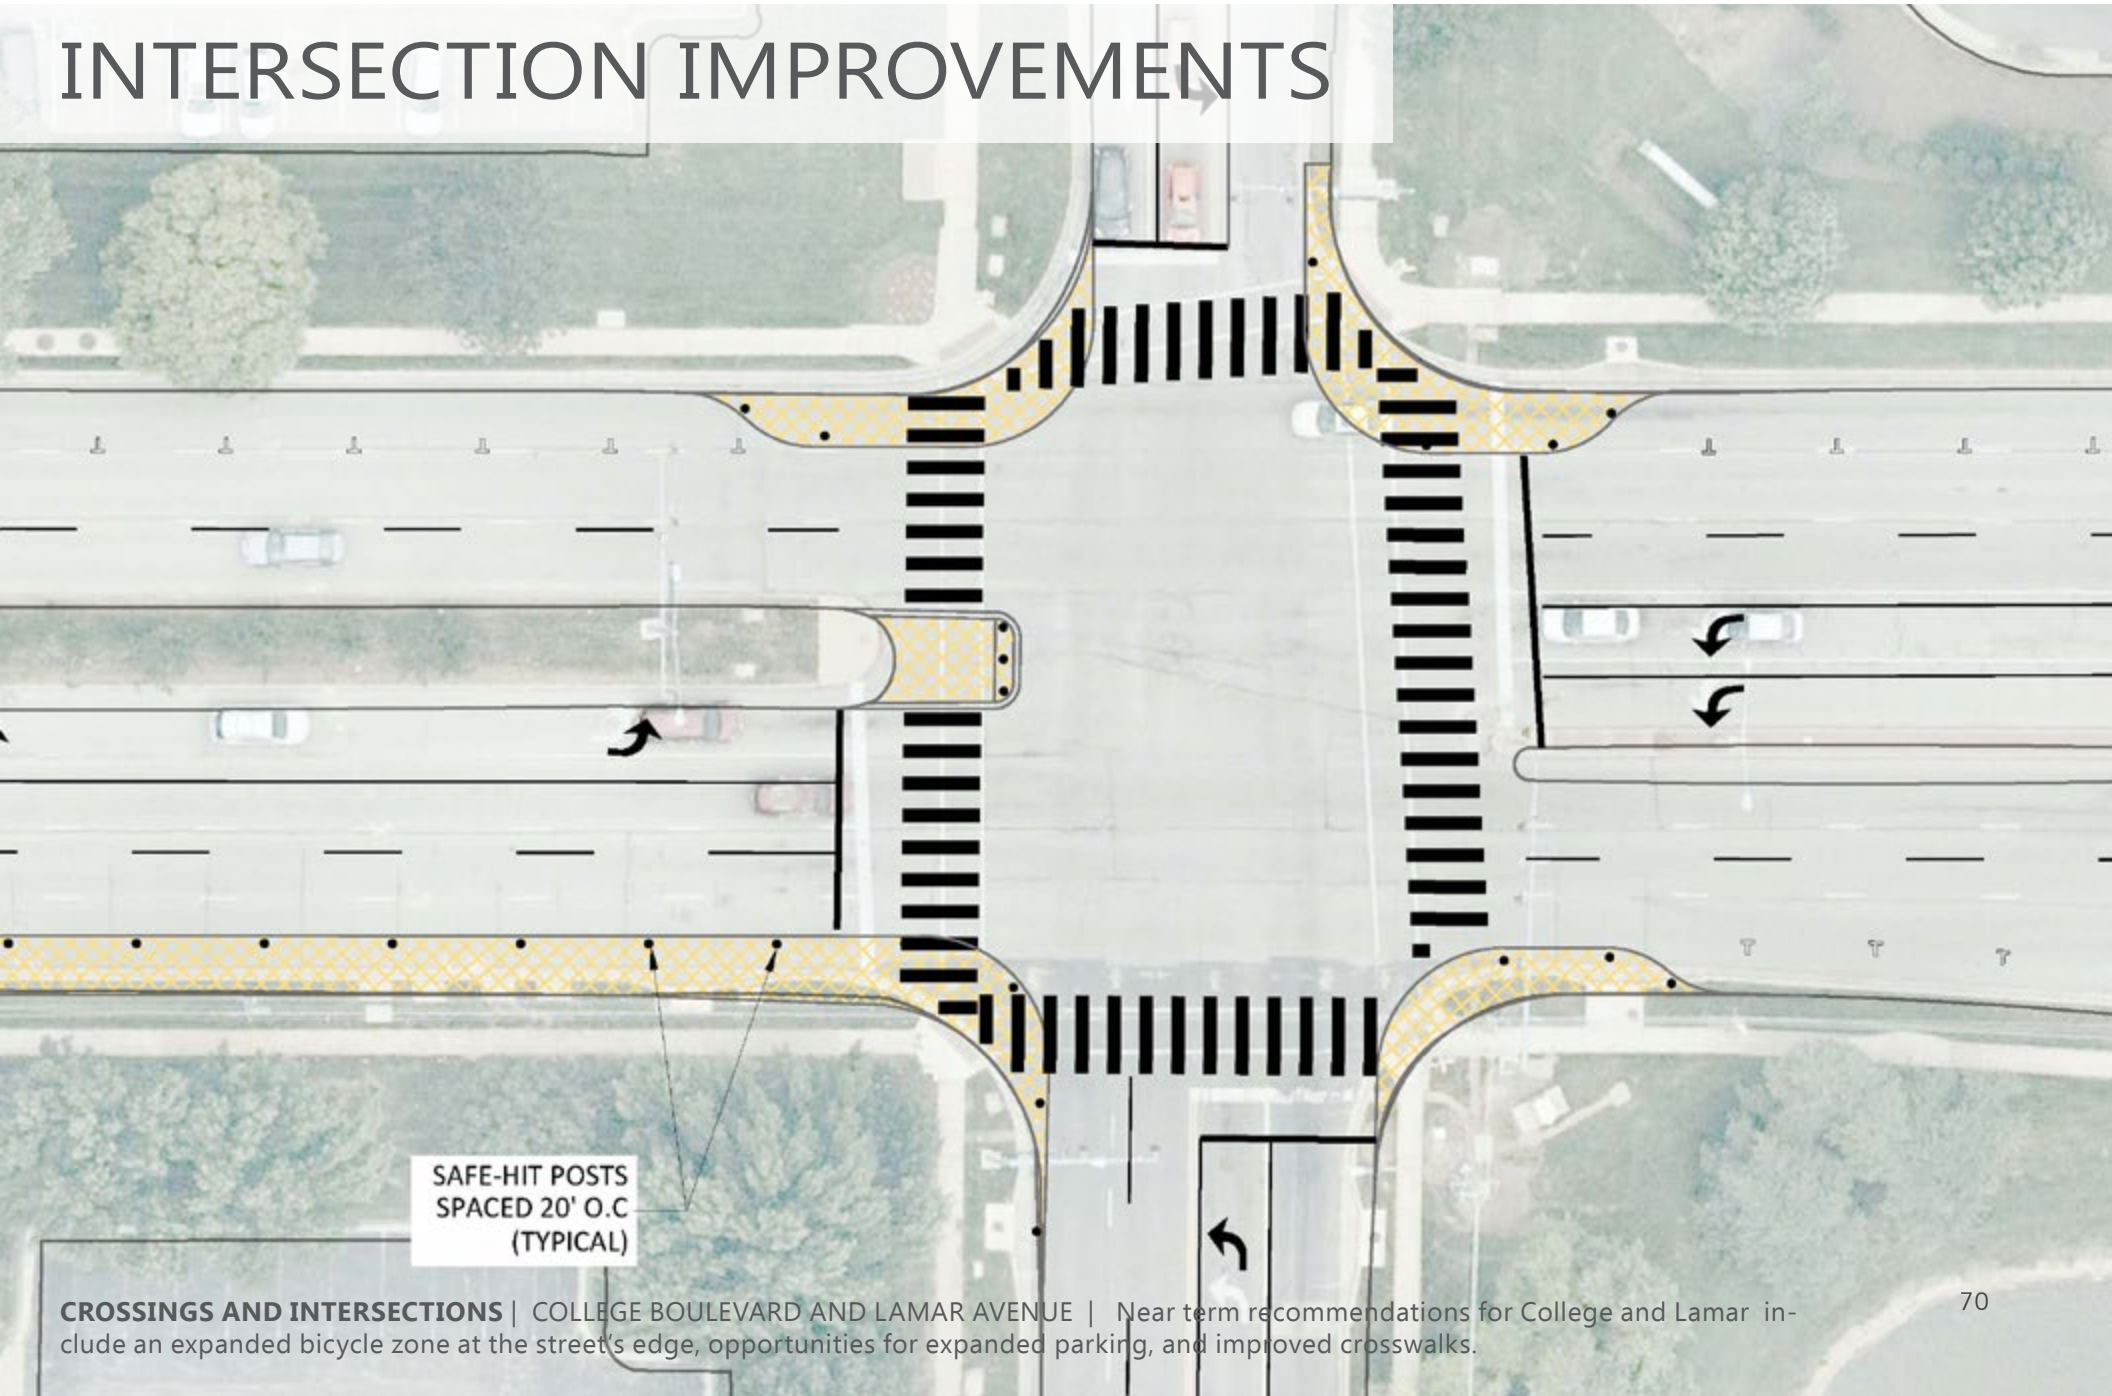 INTERSECTION IMPROVEMENTS
SAFE-HIT POSTS
SPACED 20' O.C
(TYPICAL)
CROSSINGS AND INTERSECTIONS | COLLEGE BOULEVARD AND LAMAR AVENUE | Near term recommendations for College and Lamar in-
clude an expanded bicycle zone at the street's edge, opportunities for expanded parking, and improved crosswalks.
70